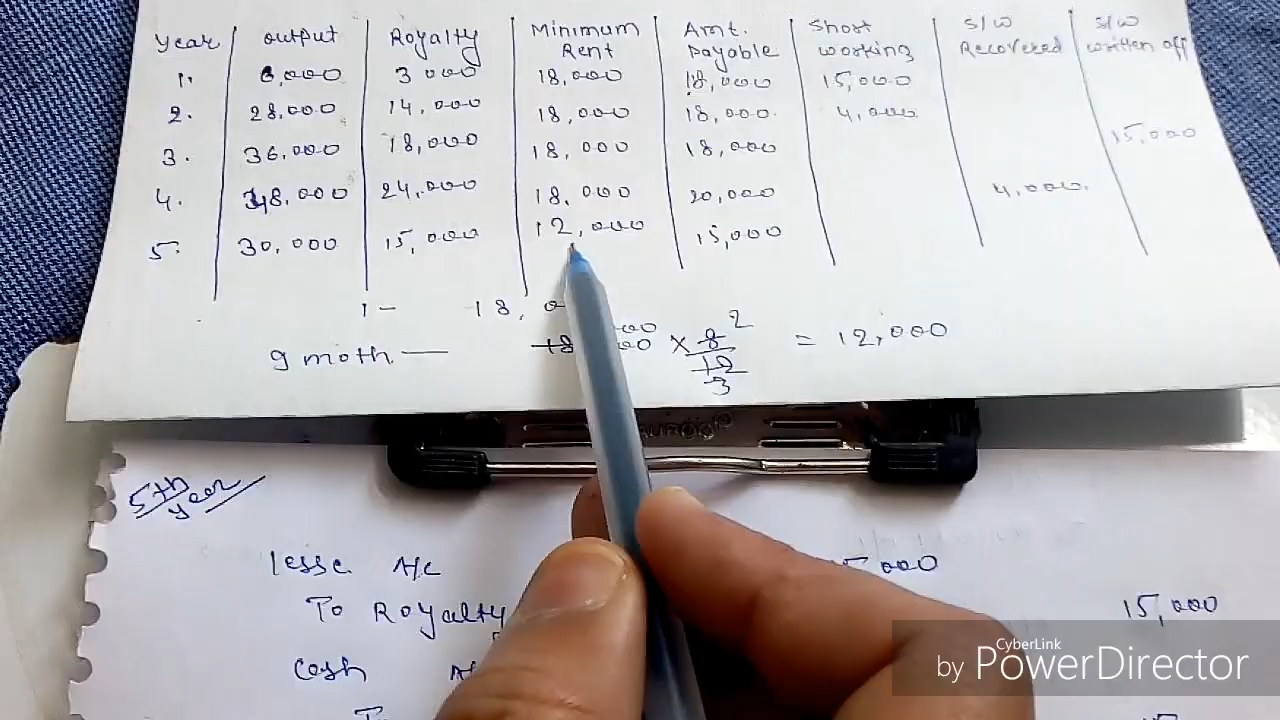 Year Output Royalty Minimum Rent Amt. Payable Short working S/W Recovered S/W written off
1. 6,000 3000 18,000 18,000 15,000
2. 28,000 14,000 18,000 18,000. 4,000
3. 36,000 18,000 18,000 18,000 15,000
4. 48,000 24,000 18,000 20,000 4,000.
5. 30,000 15,000 12,000 15,000
1- 18,0
9 moth. — × 8/12 2 3 = 12,000
5th year
lesse A/c 000
To Royalty 15,000
Cash A/c
To
by CyberLink PowerDirector